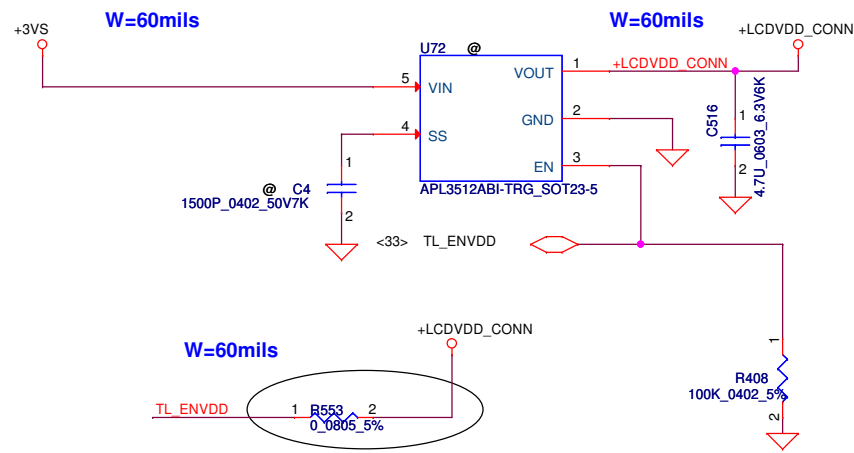 W=60mils
W=60mils
+3VS
+LCDVDD_CONN
U72 @
5 VIN
VOUT 1 +LCDVDD_CONN
4 SS
GND 2
EN 3
1
C516
4.7U_0603_6.3V6K
2
1
@ C4
1500P_0402_50V7K
2
APL3512ABI-TRG_SOT23-5
<33> TL_ENVDD
+LCDVDD_CONN
W=60mils
1
R408
100K_0402_5%
2
TL_ENVDD 1 R553 2
0_0805_5%